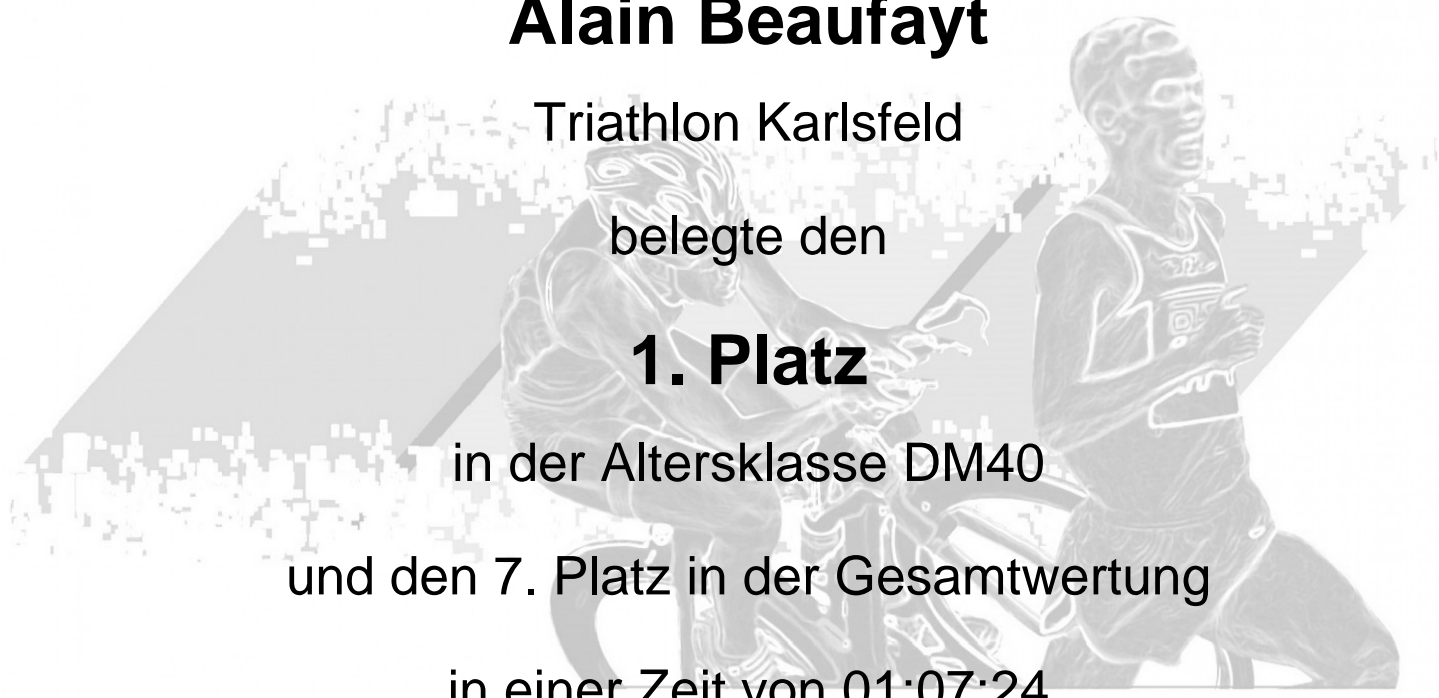 Alain Beaufayt
Triathlon Karlsfeld
belegte den
1. Platz
in der Altersklasse DM40
und den 7. Platz in der Gesamtwertung
in einer Zeit von 01:07:24